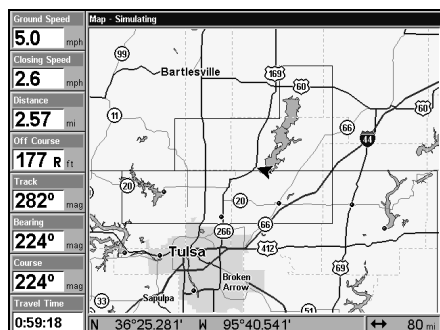 Ground Speed
5.0 mph
Closing Speed
2.6 mph
Distance
2.57 mi
Off Course
177 R ft
Track
282° mag
Bearing
224° mag
Course
224° mag
Travel Time
0:59:18
Map - Simulating
99
Bartlesville
169
60
60
11
66
44
20
20
66
266
412
Tulsa
69
Broken
Arrow
Sapulpa
33
51
N 36°25.281' W 95°40.541' ↔ 80 mi